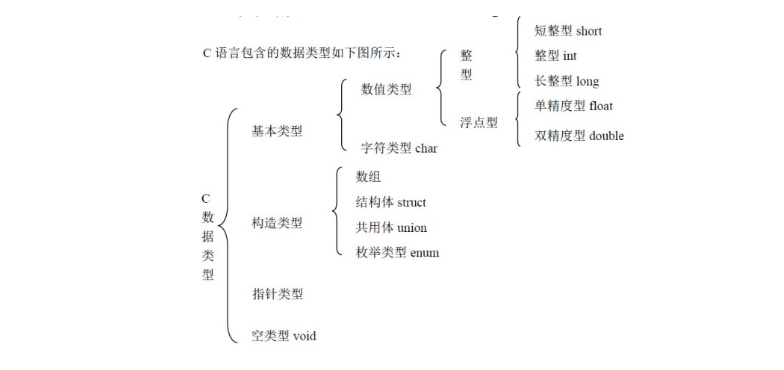 C 语言包含的数据类型如下图所示：
短整型 short
整型
整型 int
长整型 long
数值类型
单精度型 float
浮点型
基本类型
双精度型 double
字符类型 char
数组
C数据类型
结构体 struct
构造类型
共用体 union
枚举类型 enum
指针类型
空类型 void